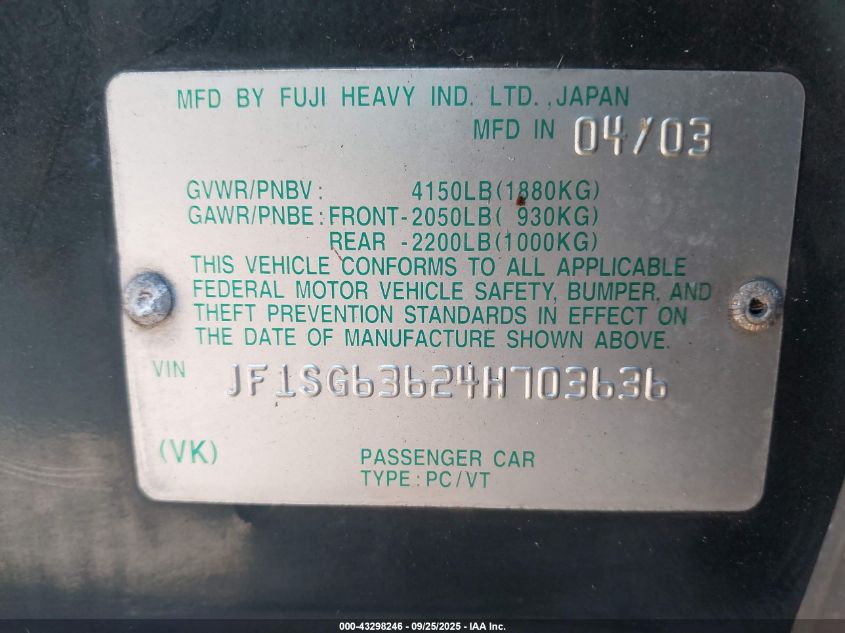 MFD BY FUJI HEAVY IND. LTD., JAPAN
MFD IN 04/03
GVWR/PNBV: 4150LB(1880KG)
GAWR/PNBE: FRONT-2050LB( 930KG)
REAR -2200LB(1000KG)
THIS VEHICLE CONFORMS TO ALL APPLICABLE
FEDERAL MOTOR VEHICLE SAFETY, BUMPER, AND
THEFT PREVENTION STANDARDS IN EFFECT ON
THE DATE OF MANUFACTURE SHOWN ABOVE.
VIN JF1SG63624H703636
(VK) PASSENGER CAR
TYPE: PC/VT
000-43298246 - 09/25/2025 - IAA Inc.